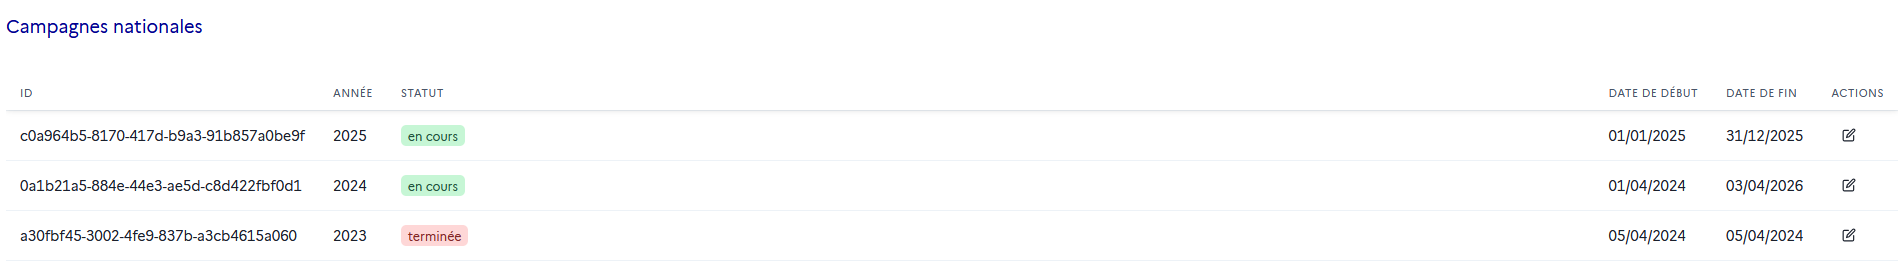 Campagnes nationales
ID ANNÉE STATUT DATE DE DÉBUT DATE DE FIN ACTIONS
c0a964b5-8170-417d-b9a3-91b857a0be9f 2025 en cours 01/01/2025 31/12/2025
0a1b21a5-884e-44e3-ae5d-c8d422fbf0d1 2024 en cours 01/04/2024 03/04/2026
a30fbf45-3002-4fe9-837b-a3cb4615a060 2023 terminée 05/04/2024 05/04/2024